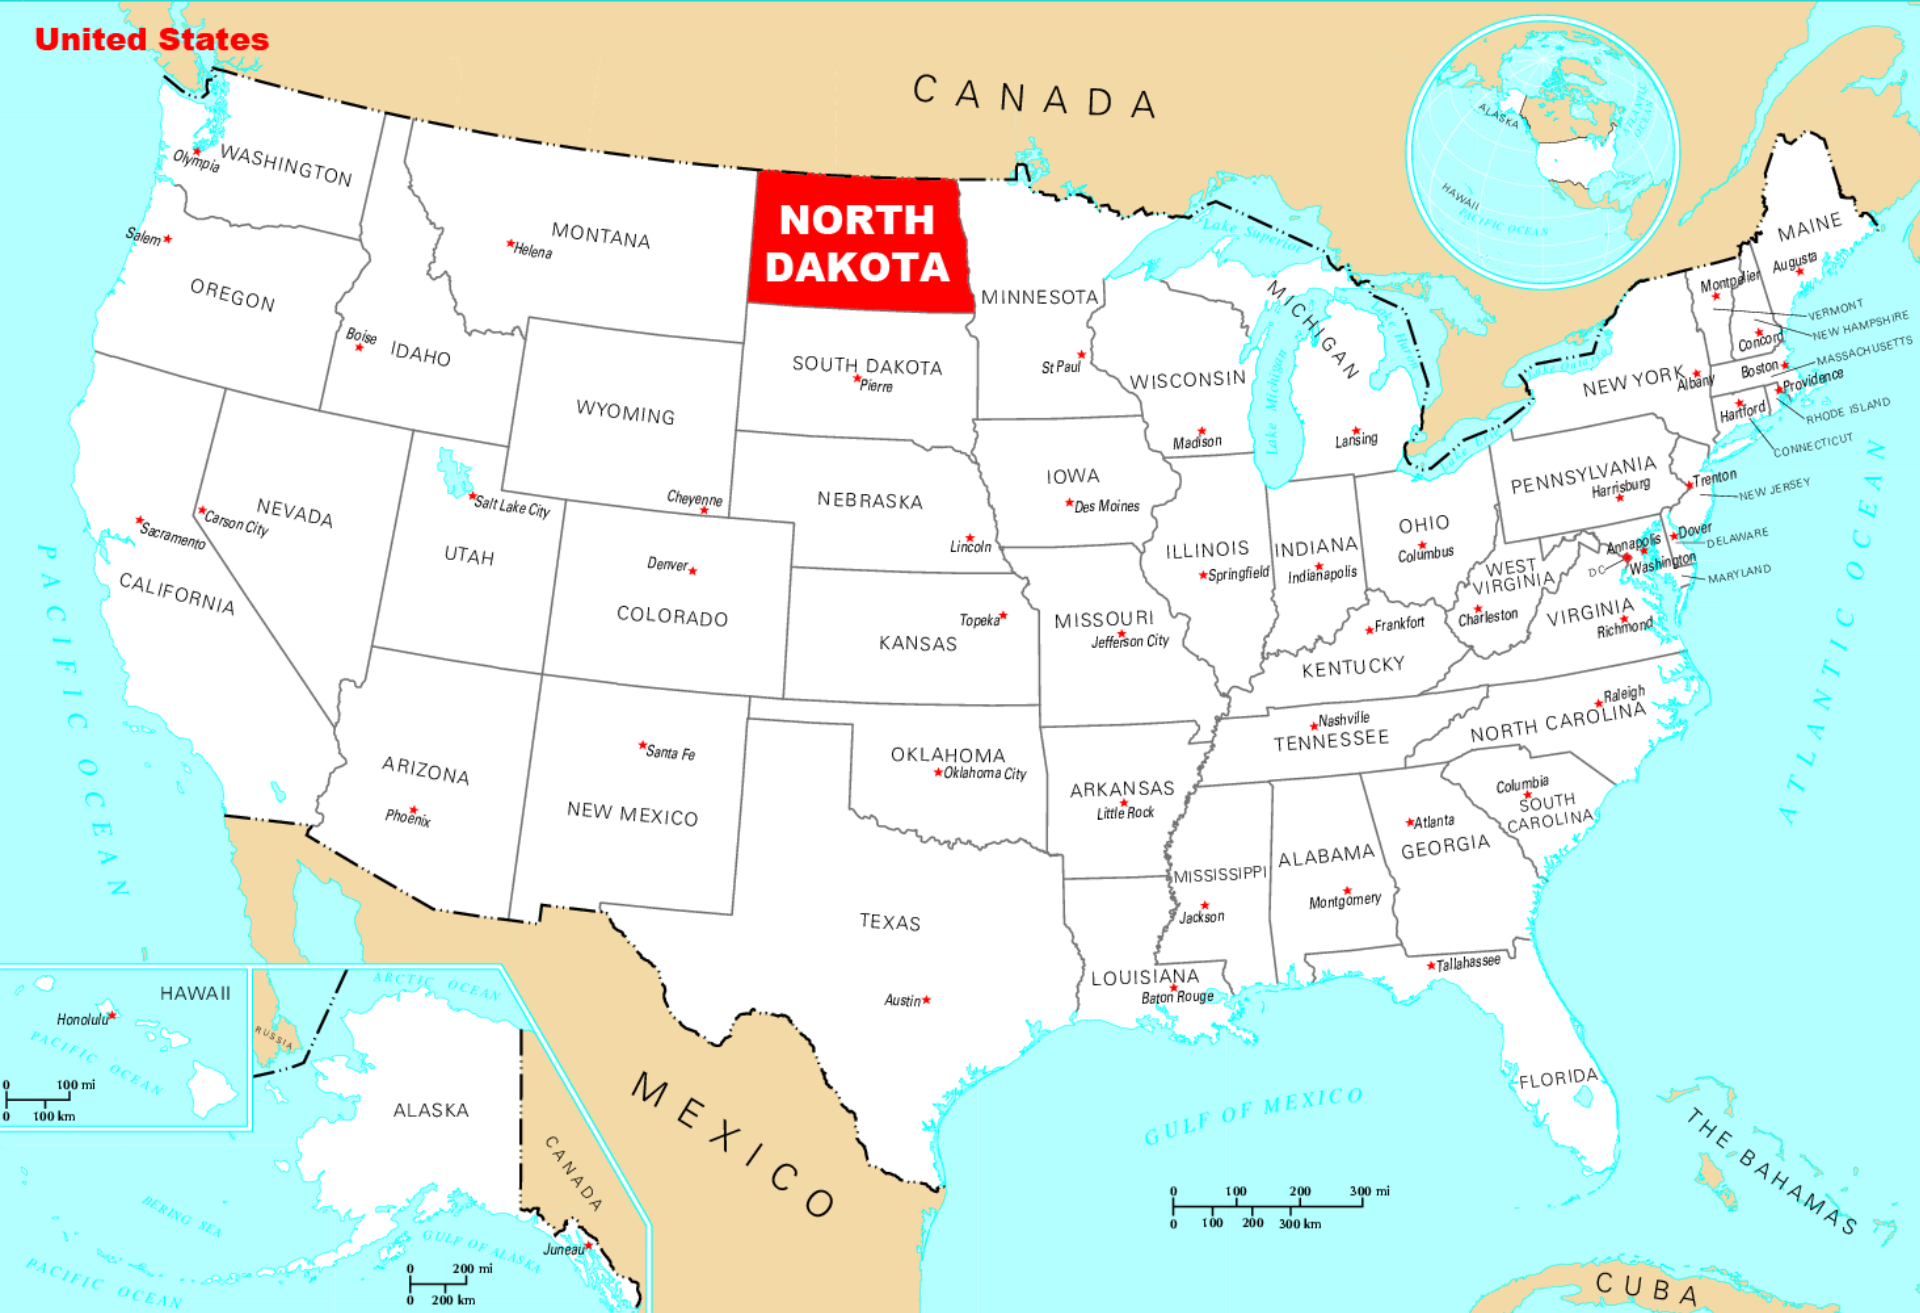 United States
CANADA
ALASKA
ATLANTIC OCEAN
HAWAII
PACIFIC OCEAN
WASHINGTON
Olympia
MONTANA
Helena
NORTH
DAKOTA
MINNESOTA
St Paul
Lake Superior
MICHIGAN
Lansing
Lake Michigan
Lake Huron
Lake Ontario
Lake Erie
MAINE
Augusta
Montpelier
VERMONT
NEW HAMPSHIRE
Concord
MASSACHUSETTS
Boston
Providence
RHODE ISLAND
Hartford
CONNECTICUT
NEW YORK
Albany
OREGON
Salem
IDAHO
Boise
WYOMING
Cheyenne
SOUTH DAKOTA
Pierre
WISCONSIN
Madison
IOWA
Des Moines
NEBRASKA
Lincoln
PENNSYLVANIA
Harrisburg
Trenton
NEW JERSEY
Dover
DELAWARE
Annapolis
Washington
DC
MARYLAND
NEVADA
Carson City
Sacramento
CALIFORNIA
Salt Lake City
UTAH
Denver
COLORADO
Topeka
KANSAS
MISSOURI
Jefferson City
ILLINOIS
Springfield
INDIANA
Indianapolis
OHIO
Columbus
WEST
VIRGINIA
Charleston
VIRGINIA
Richmond
Frankfort
KENTUCKY
Nashville
TENNESSEE
Raleigh
NORTH CAROLINA
Columbia
SOUTH
CAROLINA
ARIZONA
Phoenix
Santa Fe
NEW MEXICO
OKLAHOMA
Oklahoma City
ARKANSAS
Little Rock
MISSISSIPPI
Jackson
ALABAMA
Montgomery
Atlanta
GEORGIA
TEXAS
Austin
LOUISIANA
Baton Rouge
Tallahassee
FLORIDA
PACIFIC OCEAN
ATLANTIC OCEAN
GULF OF MEXICO
MEXICO
THE BAHAMAS
CUBA
0 100 200 300 mi
0 100 200 300 km
HAWAII
Honolulu
PACIFIC OCEAN
0 100 mi
0 100 km
ARCTIC OCEAN
RUSSIA
ALASKA
CANADA
Juneau
BERING SEA
GULF OF ALASKA
PACIFIC OCEAN
0 200 mi
0 200 km